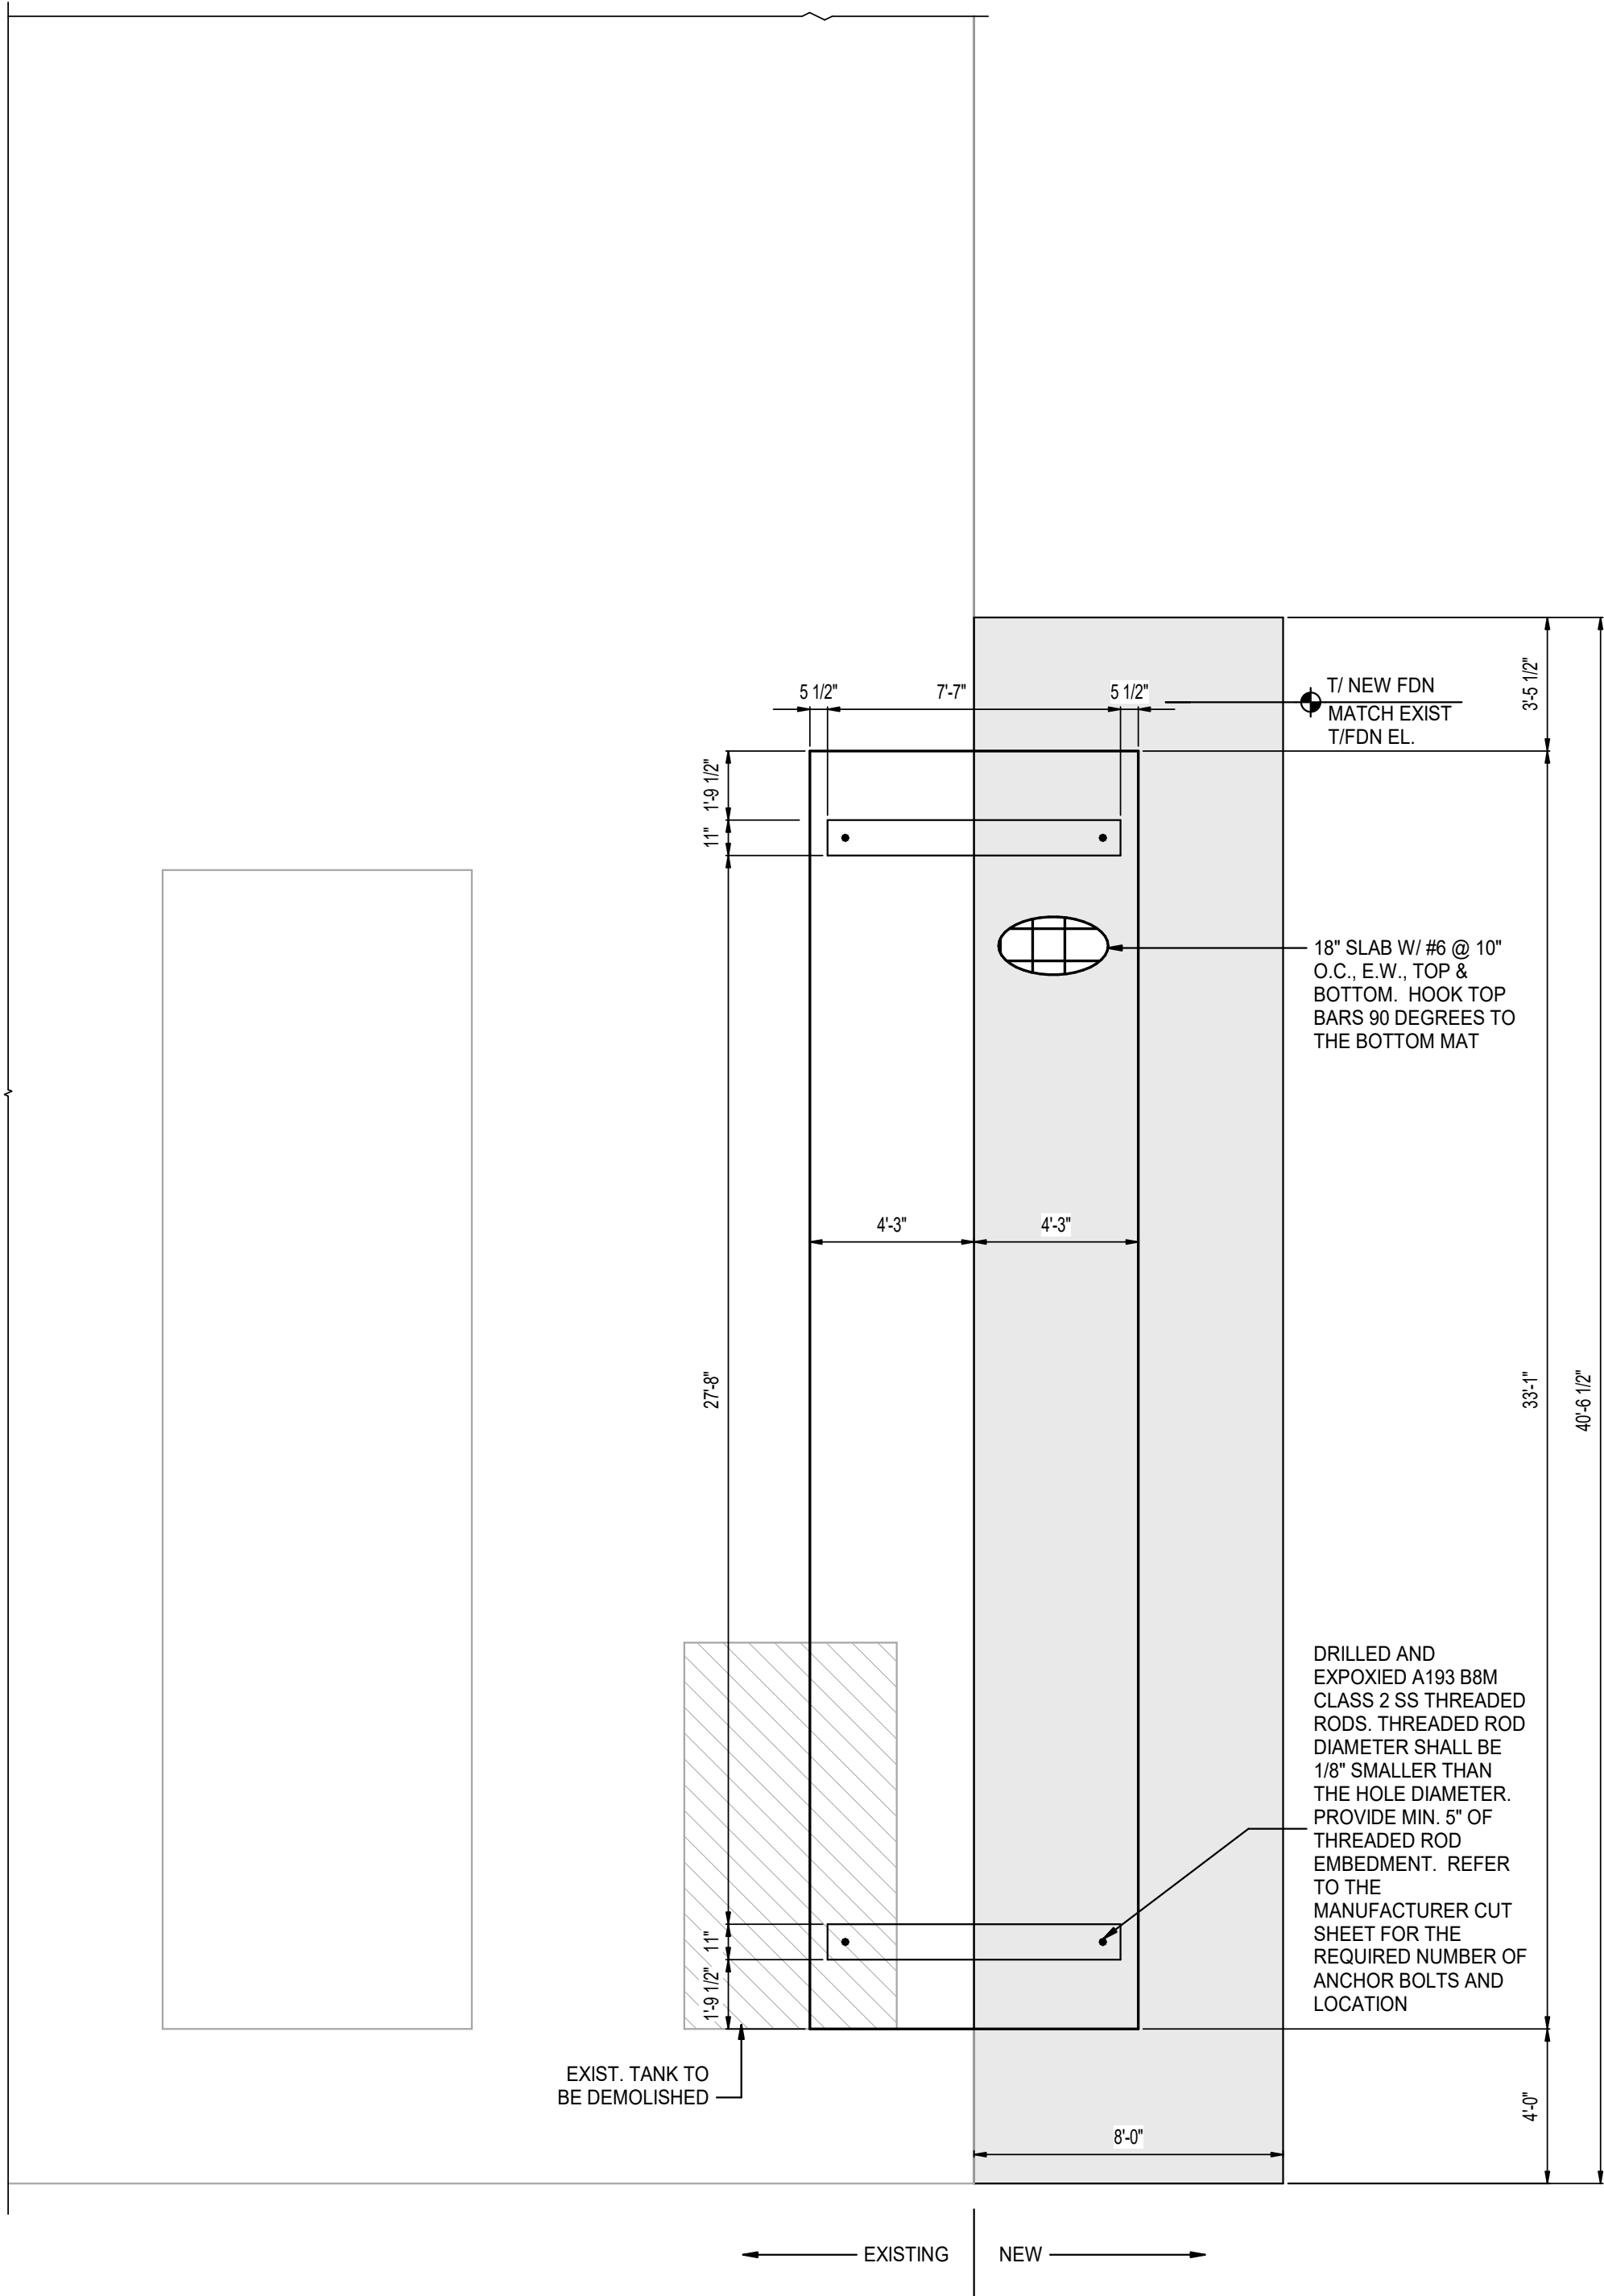 5 1/2"
7'-7"
5 1/2"
T/ NEW FDN
MATCH EXIST
T/FDN EL.
3'-5 1/2"
1'-9 1/2"
11"
18" SLAB W/ #6 @ 10"
O.C., E.W., TOP &
BOTTOM. HOOK TOP
BARS 90 DEGREES TO
THE BOTTOM MAT
4'-3"
4'-3"
27'-8"
33'-1"
40'-6 1/2"
DRILLED AND
EXPOXIED A193 B8M
CLASS 2 SS THREADED
RODS. THREADED ROD
DIAMETER SHALL BE
1/8" SMALLER THAN
THE HOLE DIAMETER.
PROVIDE MIN. 5" OF
THREADED ROD
EMBEDMENT. REFER
TO THE
MANUFACTURER CUT
SHEET FOR THE
REQUIRED NUMBER OF
ANCHOR BOLTS AND
LOCATION
11"
1'-9 1/2"
EXIST. TANK TO
BE DEMOLISHED
4'-0"
8'-0"
EXISTING
NEW